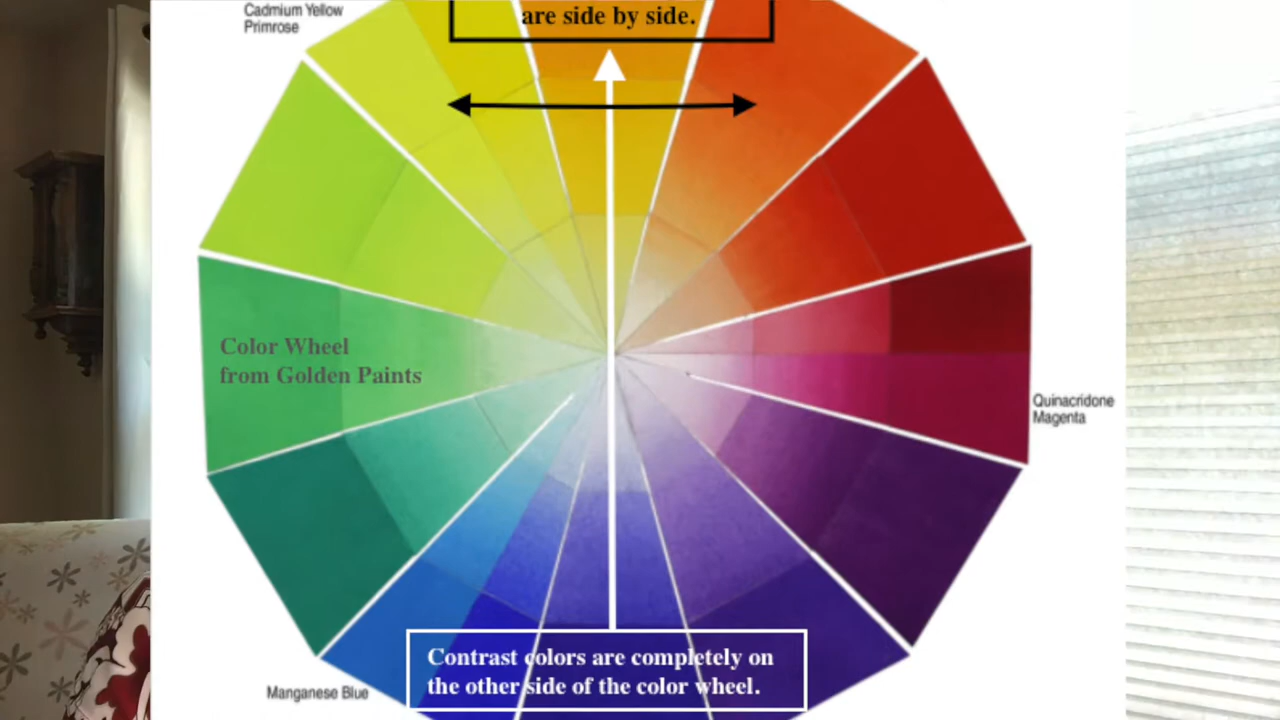 Cadmium Yellow
Primrose
are side by side.
Color Wheel
from Golden Paints
Quinacridone
Magenta
Contrast colors are completely on
the other side of the color wheel.
Manganese Blue